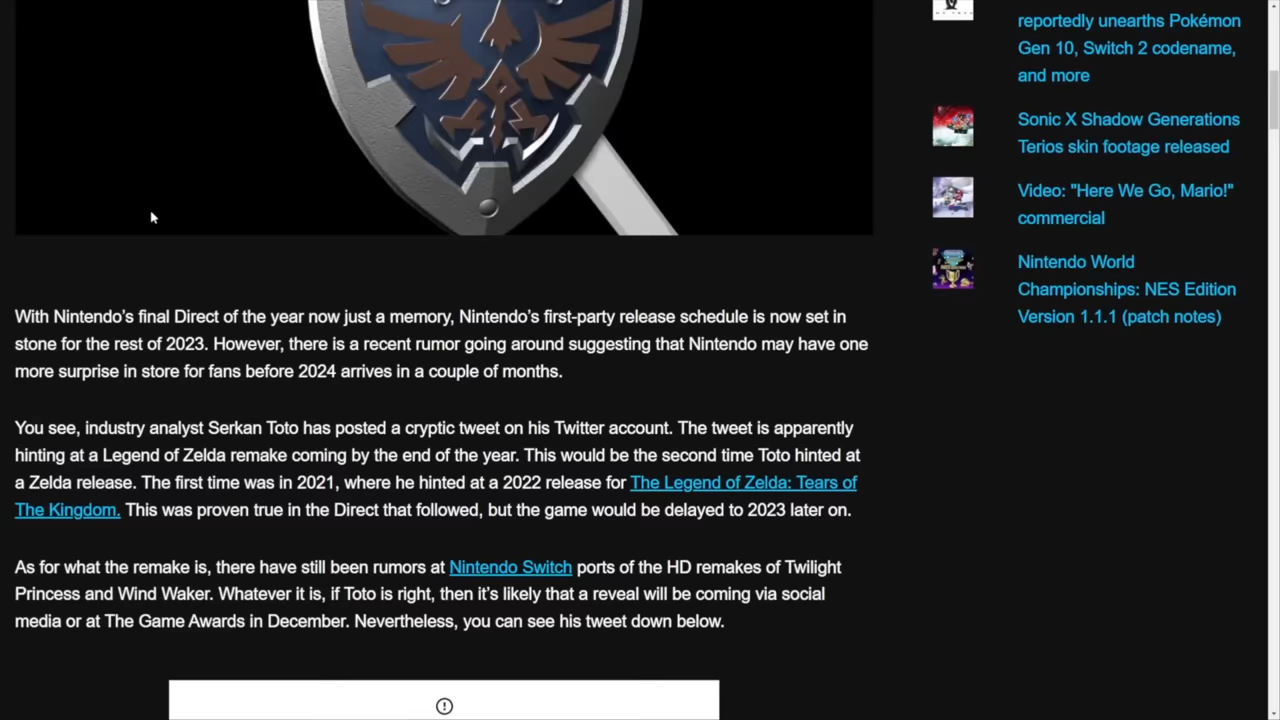 With Nintendo's final Direct of the year now just a memory, Nintendo's first-party release schedule is now set in
stone for the rest of 2023. However, there is a recent rumor going around suggesting that Nintendo may have one
more surprise in store for fans before 2024 arrives in a couple of months.
You see, industry analyst Serkan Toto has posted a cryptic tweet on his Twitter account. The tweet is apparently
hinting at a Legend of Zelda remake coming by the end of the year. This would be the second time Toto hinted at
a Zelda release. The first time was in 2021, where he hinted at a 2022 release for The Legend of Zelda: Tears of
The Kingdom. This was proven true in the Direct that followed, but the game would be delayed to 2023 later on.
As for what the remake is, there have still been rumors at Nintendo Switch ports of the HD remakes of Twilight
Princess and Wind Waker. Whatever it is, if Toto is right, then it's likely that a reveal will be coming via social
media or at The Game Awards in December. Nevertheless, you can see his tweet down below.
reportedly unearths Pokémon
Gen 10, Switch 2 codename,
and more
Sonic X Shadow Generations
Terios skin footage released
Video: "Here We Go, Mario!"
commercial
Nintendo World
Championships: NES Edition
Version 1.1.1 (patch notes)